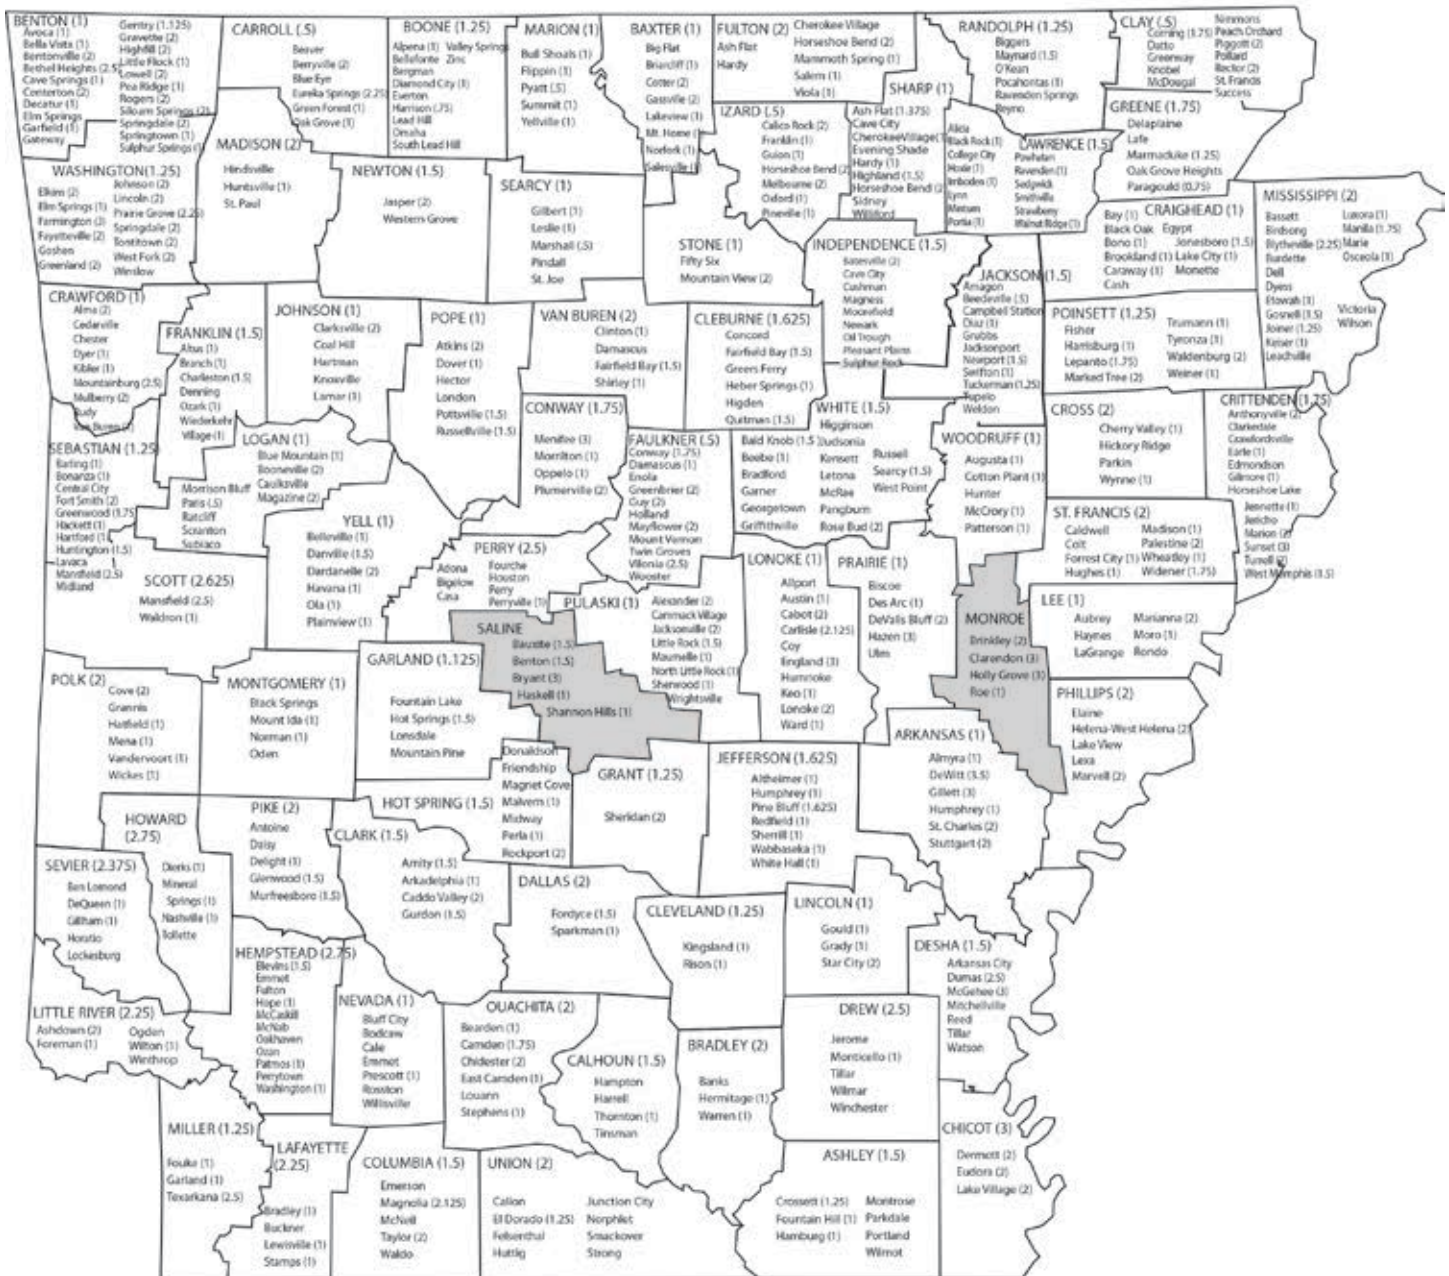 BENTON (1)
Avoca (1)
Bella Vista (1)
Bentonville (2)
Bethel Heights (2.5)
Cave Springs (1)
Centerton (2)
Decatur (1)
Elm Springs
Garfield (1)
Gateway
Gentry (1.125)
Gravette (2)
Highfill (2)
Little Flock (1)
Lowell (2)
Pea Ridge (1)
Rogers (2)
Siloam Springs (2)
Springdale (2)
Springtown (1)
Sulphur Springs (
CARROLL (.5)
Beaver
Berryville (2)
Blue Eye
Eureka Springs (2.25)
Green Forest (1)
Oak Grove (1)
BOONE (1.25)
Alpena (1) Valley Springs
Bellefonte Zinc
Bergman
Diamond City (1)
Everton
Harrison (.75)
Lead Hill
Omaha
South Lead Hill
MARION (1)
Bull Shoals (1)
Flippin (1)
Pyatt (.5)
Summit (1)
Yellville (1)
BAXTER (1)
Big Flat
Briarcliff (1)
Cotter (2)
Gassville (2)
Lakeview (1)
Mt. Home (
Norfork (1)
Salesville (
FULTON (2)
Ash Flat
Hardy
Cherokee Village
Horseshoe Bend (2)
Mammoth Spring (1)
Salem (1)
Viola (1)
IZARD (.5)
Calico Rock (2)
Franklin (1)
Guion (1)
Horseshoe Bend (2)
Melbourne (2)
Oxford (1)
Pineville (1)
SHARP (1)
Ash Flat (1.375)
Cave City
CherokeeVillage(
Evening Shade
Hardy (1)
Highland (1.5)
Horseshoe Bend (2)
Sidney
Williford
RANDOLPH (1.25)
Biggers
Maynard (1.5)
O'Kean
Pocahontas (1)
Ravenden Springs
Reyno
CLAY (.5)
Corning (1.75)
Datto
Greenway
Knobel
McDougal
Nimmons
Peach Orchard
Piggott (2)
Pollard
Rector (2)
St. Francis
Success
LAWRENCE (1.5)
Alicia
Black Rock (1)
College City
Hoxie (1)
Imboden (1)
Lynn
Minturn
Portia (1)
Powhatan
Ravenden (1)
Sedgwick
Smithville
Strawberry
Walnut Ridge (1)
GREENE (1.75)
Delaplaine
Lafe
Marmaduke (1.25)
Oak Grove Heights
Paragould (0.75)
MADISON (2)
Hindsville
Huntsville (1)
St. Paul
WASHINGTON(1.25)
Elkins (2)
Elm Springs (1)
Farmington (2)
Fayetteville (2)
Goshen
Greenland (2)
Johnson (2)
Lincoln (2)
Prairie Grove (2.25)
Springdale (2)
Tontitown (2)
West Fork (2)
Winslow
NEWTON (1.5)
Jasper (2)
Western Grove
SEARCY (1)
Gilbert (1)
Leslie (1)
Marshall (.5)
Pindall
St. Joe
STONE (1)
Fifty Six
Mountain View (2)
INDEPENDENCE (1.5)
Batesville (2)
Cave City
Cushman
Magness
Moorefield
Newark
Oil Trough
Pleasant Plains
Sulphur Rock
JACKSON (1.5)
Amagon
Beedeville (.5)
Campbell Station
Diaz (1)
Grubbs
Jacksonport
Newport (1.5)
Swifton (1)
Tuckerman (1.25)
Tupelo
Weldon
CRAIGHEAD (1)
Bay (1)
Black Oak
Bono (1)
Brookland (1)
Caraway (1)
Cash
Egypt
Jonesboro (1.5)
Lake City (1)
Monette
MISSISSIPPI (2)
Bassett
Birdsong
Blytheville (2.25)
Burdette
Dell
Dyess
Etowah (1)
Gosnell (1.5)
Joiner (1.25)
Keiser (1)
Leachville
Luxora (1)
Manila (1.75)
Marie
Osceola (1)
Victoria
Wilson
CRAWFORD (1)
Alma (2)
Cedarville
Chester
Dyer (1)
Kibler (1)
Mountainburg (2.5)
Mulberry (2)
Rudy
Van Buren (
FRANKLIN (1.5)
Altus (1)
Branch (1)
Charleston (1.5)
Denning
Ozark (1)
Wiederkehr
Village (1)
JOHNSON (1)
Clarksville (2)
Coal Hill
Hartman
Knoxville
Lamar (1)
POPE (1)
Atkins (2)
Dover (1)
Hector
London
Pottsville (1.5)
Russellville (1.5)
VAN BUREN (2)
Clinton (1)
Damascus
Fairfield Bay (1.5)
Shirley (1)
CLEBURNE (1.625)
Concord
Fairfield Bay (1.5)
Greers Ferry
Heber Springs (1)
Higden
Quitman (1.5)
POINSETT (1.25)
Fisher
Harrisburg (1)
Lepanto (1.75)
Marked Tree (2)
Trumann (1)
Tyronza (1)
Waldenburg (2)
Weiner (1)
SEBASTIAN (1.25)
Barling (1)
Bonanza (1)
Central City
Fort Smith (2)
Greenwood (1.75)
Hackett (1)
Hartford (1)
Huntington (1.5)
Lavaca
Mansfield (2.5)
Midland
LOGAN (1)
Blue Mountain (1)
Booneville (2)
Caulksville
Magazine (2)
Morrison Bluff
Paris (.5)
Ratcliff
Scranton
Subiaco
CONWAY (1.75)
Menifee (3)
Morrilton (1)
Oppelo (1)
Plumerville (2)
FAULKNER (.5)
Conway (1.75)
Damascus (1)
Enola
Greenbrier (2)
Guy (2)
Holland
Mayflower (2)
Mount Vernon
Twin Groves
Vilonia (2.5)
Wooster
WHITE (1.5)
Bald Knob (1.5)
Beebe (1)
Bradford
Garner
Georgetown
Griffithville
Higginson
Judsonia
Kensett
Letona
McRae
Pangburn
Rose Bud (2)
Russell
Searcy (1.5)
West Point
WOODRUFF (1)
Augusta (1)
Cotton Plant (1)
Hunter
McCrory (1)
Patterson (1)
CROSS (2)
Cherry Valley (1)
Hickory Ridge
Parkin
Wynne (1)
CRITTENDEN (1.75)
Anthonyville (2)
Clarkedale
Crawfordsville
Earle (1)
Edmondson
Gilmore (1)
Horseshoe Lake
Jennette (1)
Jericho
Marion (2)
Sunset (3)
Turrell (2)
West Memphis (1.5)
ST. FRANCIS (2)
Caldwell
Colt
Forrest City (1)
Hughes (1)
Madison (1)
Palestine (2)
Wheatley (1)
Widener (1.75)
SCOTT (2.625)
Mansfield (2.5)
Waldron (1)
YELL (1)
Belleville (1)
Danville (1.5)
Dardanelle (2)
Havana (1)
Ola (1)
Plainview (1)
PERRY (2.5)
Adona
Bigelow
Casa
Fourche
Houston
Perry
Perryville (1)
PULASKI (1)
Alexander (2)
Cammack Village
Jacksonville (2)
Little Rock (1.5)
Maumelle (1)
North Little Rock (1)
Sherwood (1)
Wrightsville
LONOKE (1)
Allport
Austin (1)
Cabot (2)
Carlisle (2.125)
Coy
England (3)
Humnoke
Keo (1)
Lonoke (2)
Ward (1)
PRAIRIE (1)
Biscoe
Des Arc (1)
DeValls Bluff (2)
Hazen (3)
Ulm
MONROE
Brinkley (2)
Clarendon (3)
Holly Grove (3)
Roe (1)
LEE (1)
Aubrey
Haynes
LaGrange
Marianna (2)
Moro (1)
Rondo
PHILLIPS (2)
Elaine
Helena-West Helena (2)
Lake View
Lexa
Marvell (2)
POLK (2)
Cove (2)
Grannis
Hatfield (1)
Mena (1)
Vandervoort (1)
Wickes (1)
MONTGOMERY (1)
Black Springs
Mount Ida (1)
Norman (1)
Oden
GARLAND (1.125)
Fountain Lake
Hot Springs (1.5)
Lonsdale
Mountain Pine
SALINE
Bauxite (1.5)
Benton (1.5)
Bryant (3)
Haskell (1)
Shannon Hills (1)
HOT SPRING (1.5)
Donaldson
Friendship
Magnet Cove
Malvern (1)
Midway
Perla (1)
Rockport (2)
GRANT (1.25)
Sheridan (2)
JEFFERSON (1.625)
Altheimer (1)
Humphrey (1)
Pine Bluff (1.625)
Redfield (1)
Sherrill (1)
Wabbaseka (1)
White Hall (1)
ARKANSAS (1)
Almyra (1)
DeWitt (1.5)
Gillett (3)
Humphrey (1)
St. Charles (2)
Stuttgart (2)
HOWARD
(2.75)
Dierks (1)
Mineral
Springs (1)
Nashville (1)
Tollette
PIKE (2)
Antoine
Daisy
Delight (1)
Glenwood (1.5)
Murfreesboro (1.5)
CLARK (1.5)
Amity (1.5)
Arkadelphia (1)
Caddo Valley (2)
Gurdon (1.5)
SEVIER (2.375)
Ben Lomond
DeQueen (1)
Gillham (1)
Horatio
Lockesburg
DALLAS (2)
Fordyce (1.5)
Sparkman (1)
CLEVELAND (1.25)
Kingsland (1)
Rison (1)
LINCOLN (1)
Gould (1)
Grady (1)
Star City (2)
DESHA (1.5)
Arkansas City
Dumas (2.5)
McGehee (3)
Mitchellville
Reed
Tillar
Watson
LITTLE RIVER (2.25)
Ashdown (2)
Foreman (1)
Ogden
Wilton (1)
Winthrop
HEMPSTEAD (2.75)
Blevins (1.5)
Emmet
Fulton
Hope (1)
McCaskill
McNab
Oakhaven
Ozan
Patmos (1)
Perrytown
Washington (1)
NEVADA (1)
Bluff City
Bodcaw
Cale
Emmet
Prescott (1)
Rosston
Willisville
OUACHITA (2)
Bearden (1)
Camden (1.75)
Chidester (2)
East Camden (1)
Louann
Stephens (1)
CALHOUN (1.5)
Hampton
Harrell
Thornton (1)
Tinsman
BRADLEY (2)
Banks
Hermitage (1)
Warren (1)
DREW (2.5)
Jerome
Monticello (1)
Tillar
Wilmar
Winchester
MILLER (1.25)
Fouke (1)
Garland (1)
Texarkana (2.5)
LAFAYETTE
(2.25)
Bradley (1)
Buckner
Lewisville (1)
Stamps (1)
COLUMBIA (1.5)
Emerson
Magnolia (2.125)
McNeil
Taylor (2)
Waldo
UNION (2)
Calion
El Dorado (1.25)
Felsenthal
Huttig
Junction City
Norphlet
Smackover
Strong
ASHLEY (1.5)
Crossett (1.25)
Fountain Hill (1)
Hamburg (1)
Montrose
Parkdale
Portland
Wilmot
CHICOT (3)
Dermott (2)
Eudora (2)
Lake Village (2)